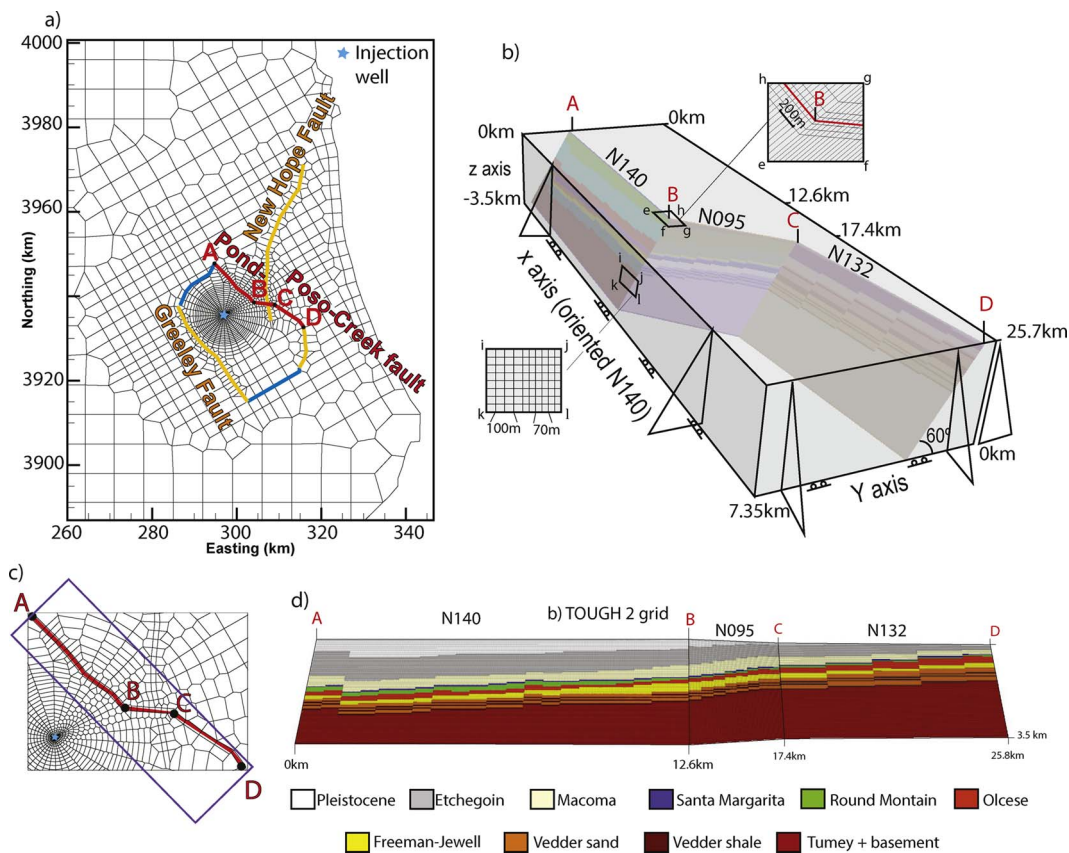 a)
4000
3980
3960
3940
3920
3900
Northing (km)
260
280
300
320
340
Easting (km)
Injection
well
New Hope Fault
Pond-
Poso-Creek fault
Greeley Fault
A
B
C
D
b)
h
g
B
200m
e
f
A
0km
0km
z axis
-3.5km
N140
B
e
h
f
g
N095
12.6km
C
17.4km
N132
D
25.7km
i
j
k
l
x axis (oriented N140)
i
j
k
l
100m
70m
60°
0km
Y axis
7.35km
c)
A
B
C
D
d)
A
N140
b) TOUGH 2 grid
B
N095
C
N132
D
3.5 km
0km
12.6km
17.4km
25.8km
Pleistocene
Etchegoin
Macoma
Santa Margarita
Round Montain
Olcese
Freeman-Jewell
Vedder sand
Vedder shale
Tumey + basement